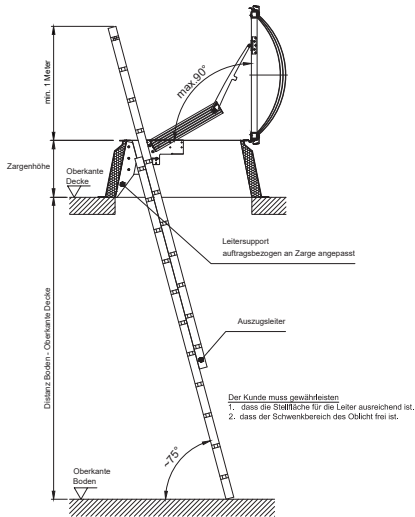 min. 1 Meter
max.90°
Zargenhöhe
Oberkante
Decke
Leitersupport
auftragsbezogen an Zarge angepasst
Distanz Boden - Oberkante Decke
Auszugsleiter
Der Kunde muss gewährleisten
1. dass die Stellfläche für die Leiter ausreichend ist.
2. dass der Schwenkbereich des Oblicht frei ist.
~75°
Oberkante
Boden